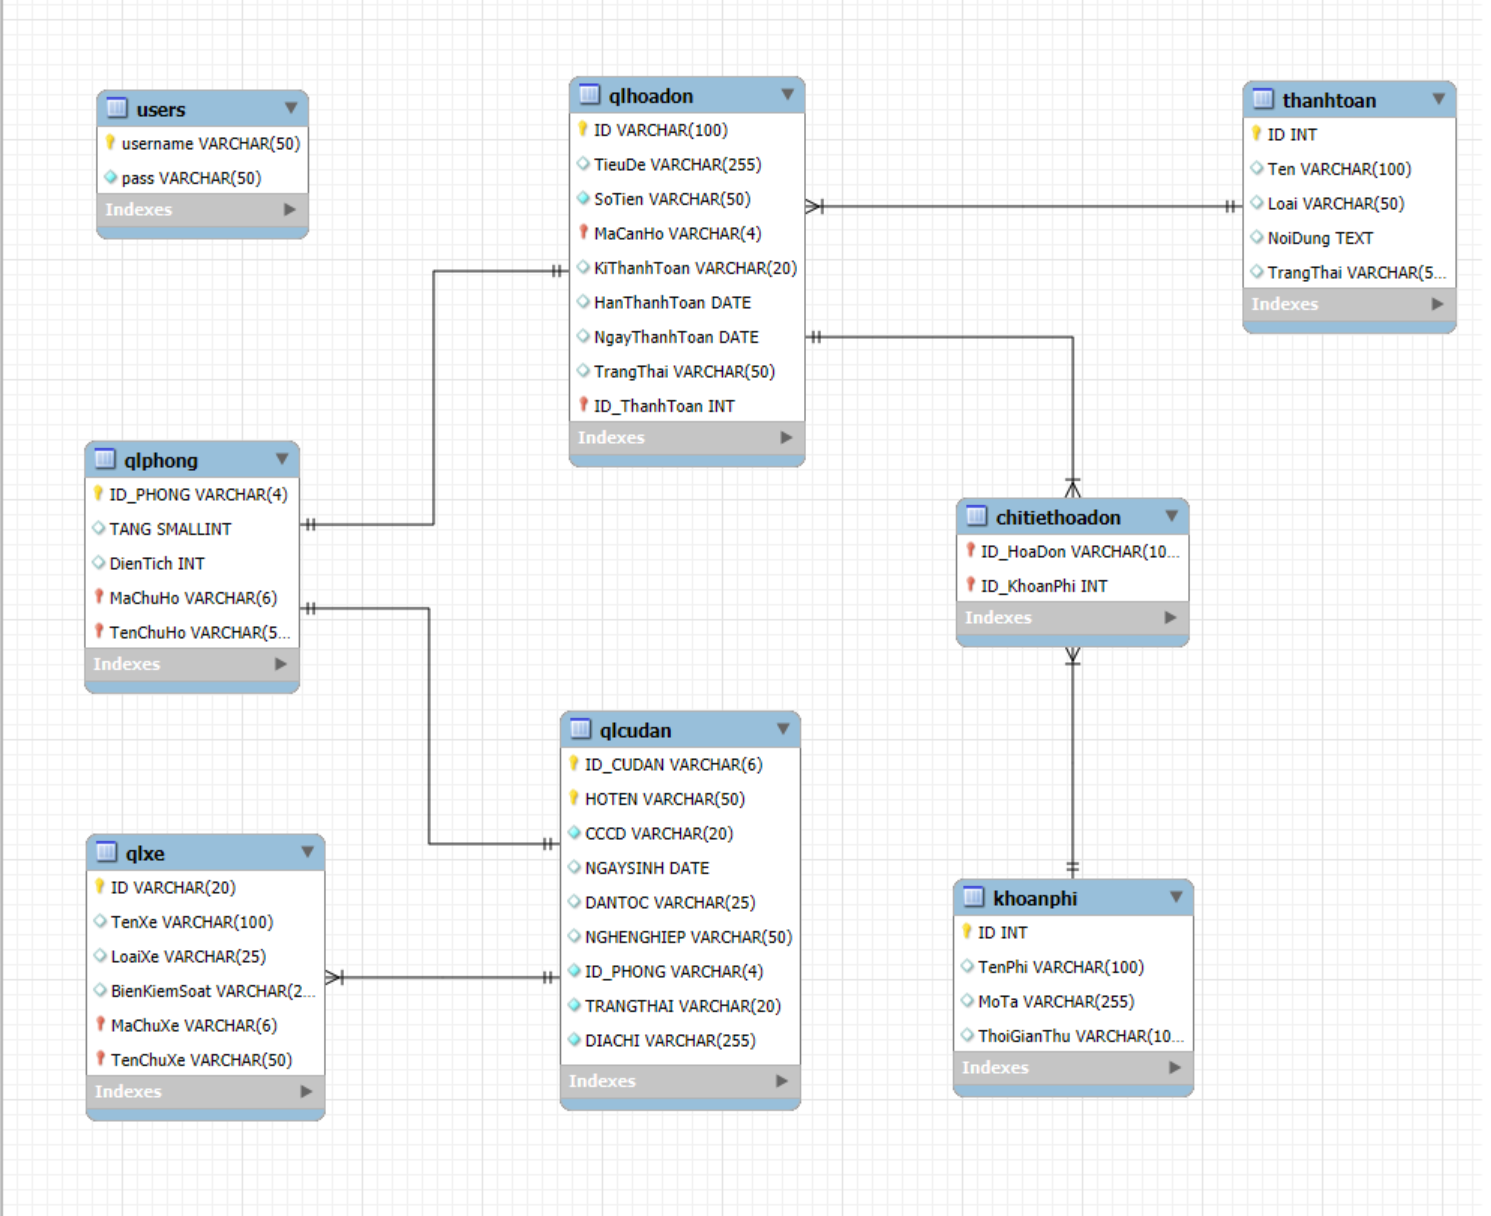 users
username VARCHAR(50)
pass VARCHAR(50)
Indexes
qlhoadon
ID VARCHAR(100)
TieuDe VARCHAR(255)
SoTien VARCHAR(50)
MaCanHo VARCHAR(4)
KiThanhToan VARCHAR(20)
HanThanhToan DATE
NgayThanhToan DATE
TrangThai VARCHAR(50)
ID_ThanhToan INT
Indexes
thanhtoan
ID INT
Ten VARCHAR(100)
Loai VARCHAR(50)
NoiDung TEXT
TrangThai VARCHAR(5...
Indexes
qlphong
ID_PHONG VARCHAR(4)
TANG SMALLINT
DienTich INT
MaChuHo VARCHAR(6)
TenChuHo VARCHAR(5...
Indexes
chitiethoadon
ID_HoaDon VARCHAR(10...
ID_KhoanPhi INT
Indexes
qlcudan
ID_CUDAN VARCHAR(6)
HOTEN VARCHAR(50)
CCCD VARCHAR(20)
NGAYSINH DATE
DANTOC VARCHAR(25)
NGHENGHIEP VARCHAR(50)
ID_PHONG VARCHAR(4)
TRANGTHAI VARCHAR(20)
DIACHI VARCHAR(255)
Indexes
qlxe
ID VARCHAR(20)
TenXe VARCHAR(100)
LoaiXe VARCHAR(25)
BienKiemSoat VARCHAR(2...
MaChuXe VARCHAR(6)
TenChuXe VARCHAR(50)
Indexes
khoanphi
ID INT
TenPhi VARCHAR(100)
MoTa VARCHAR(255)
ThoiGianThu VARCHAR(10...
Indexes